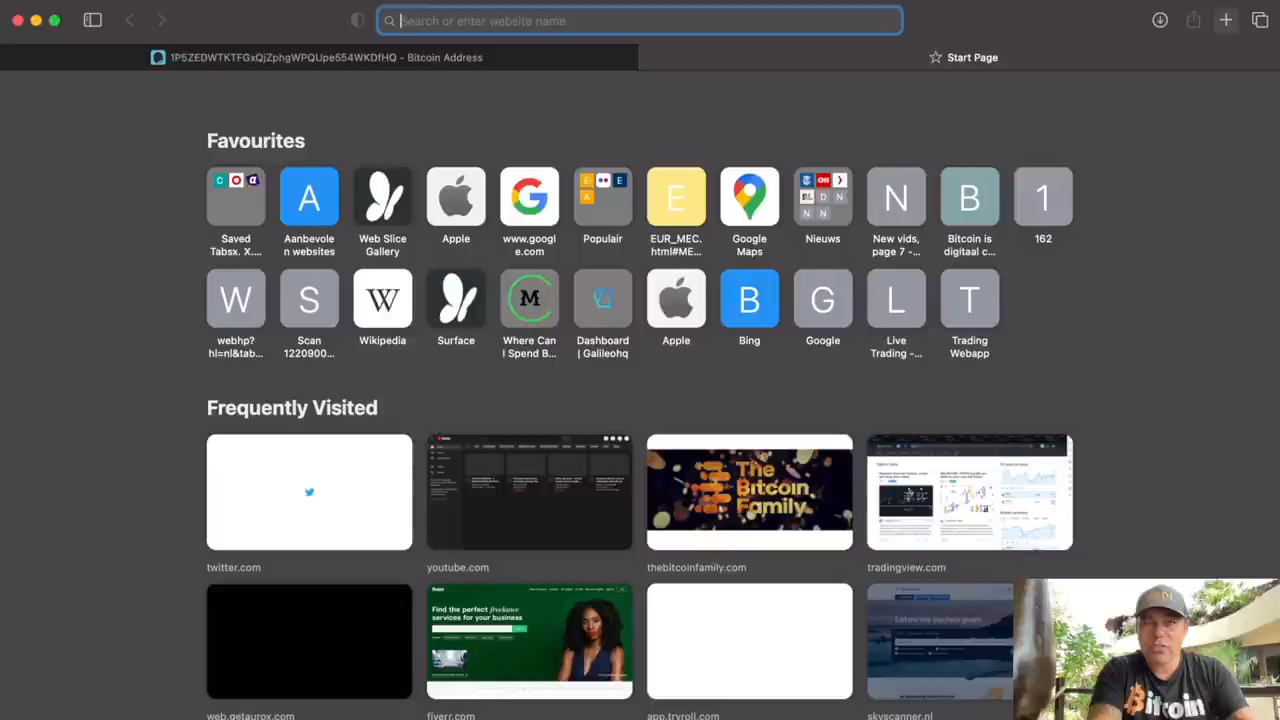 Search or enter website name
1P5ZEDWTKTFGxQjZphgWPQUpe554WKDfHQ - Bitcoin Address
Start Page
Favourites
A
E
N
B
1
Saved Tabsx. X....
Aanbevole n websites
Web Slice Gallery
Apple
www.googl e.com
Populair
EUR_MEC. html#ME...
Google Maps
Nieuws
New vids, page 7 -...
Bitcoin is digitaal c...
162
W
S
W
M
B
G
L
T
webhp? hl=nl&tab...
Scan 1220900...
Wikipedia
Surface
Where Can I Spend B...
Dashboard | Galileohq
Apple
Bing
Google
Live Trading -...
Trading Webapp
Frequently Visited
The Bitcoin Family.
twitter.com
youtube.com
thebitcoinfamily.com
tradingview.com
Find the perfect freelance services for your business
web.getaurox.com
fiverr.com
app.tryroll.com
skyscanner.nl
Bitcoin